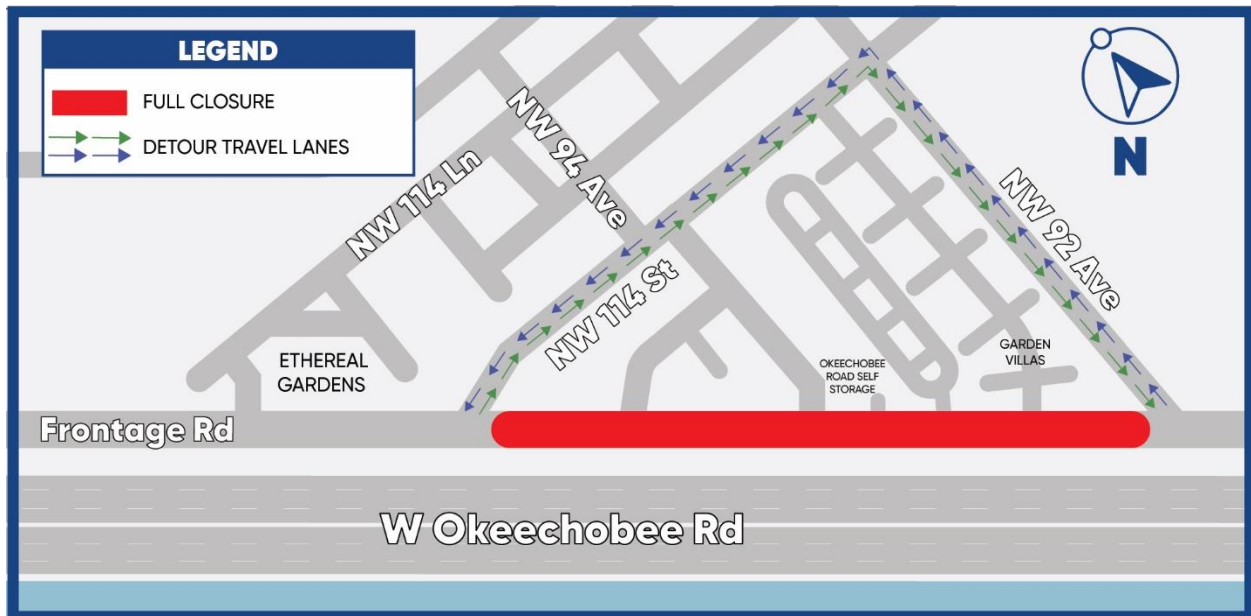 LEGEND
FULL CLOSURE
DETOUR TRAVEL LANES
N
NW 94 Ave
NW 114 Ln
NW 92 Ave
NW 114 St
ETHEREAL
GARDENS
OKEECHOBEE
ROAD SELF
STORAGE
GARDEN
VILLAS
Frontage Rd
W Okeechobee Rd